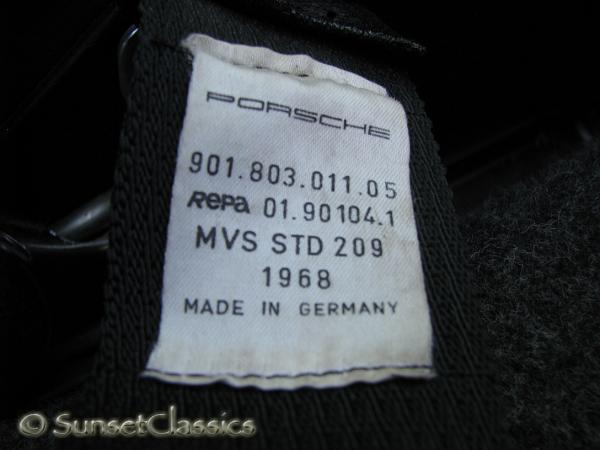 PORSCHE
901.803.011.05
Repa 01.90104.1
MVS STD 209
1968
MADE IN GERMANY
© SunsetClassics